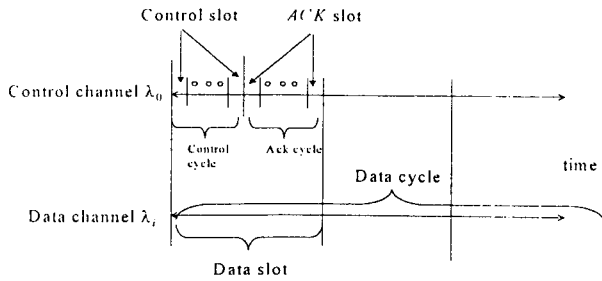 Control slot
ACK slot
Control channel λ0
Control cycle
Ack cycle
time
Data cycle
Data channel λi
Data slot